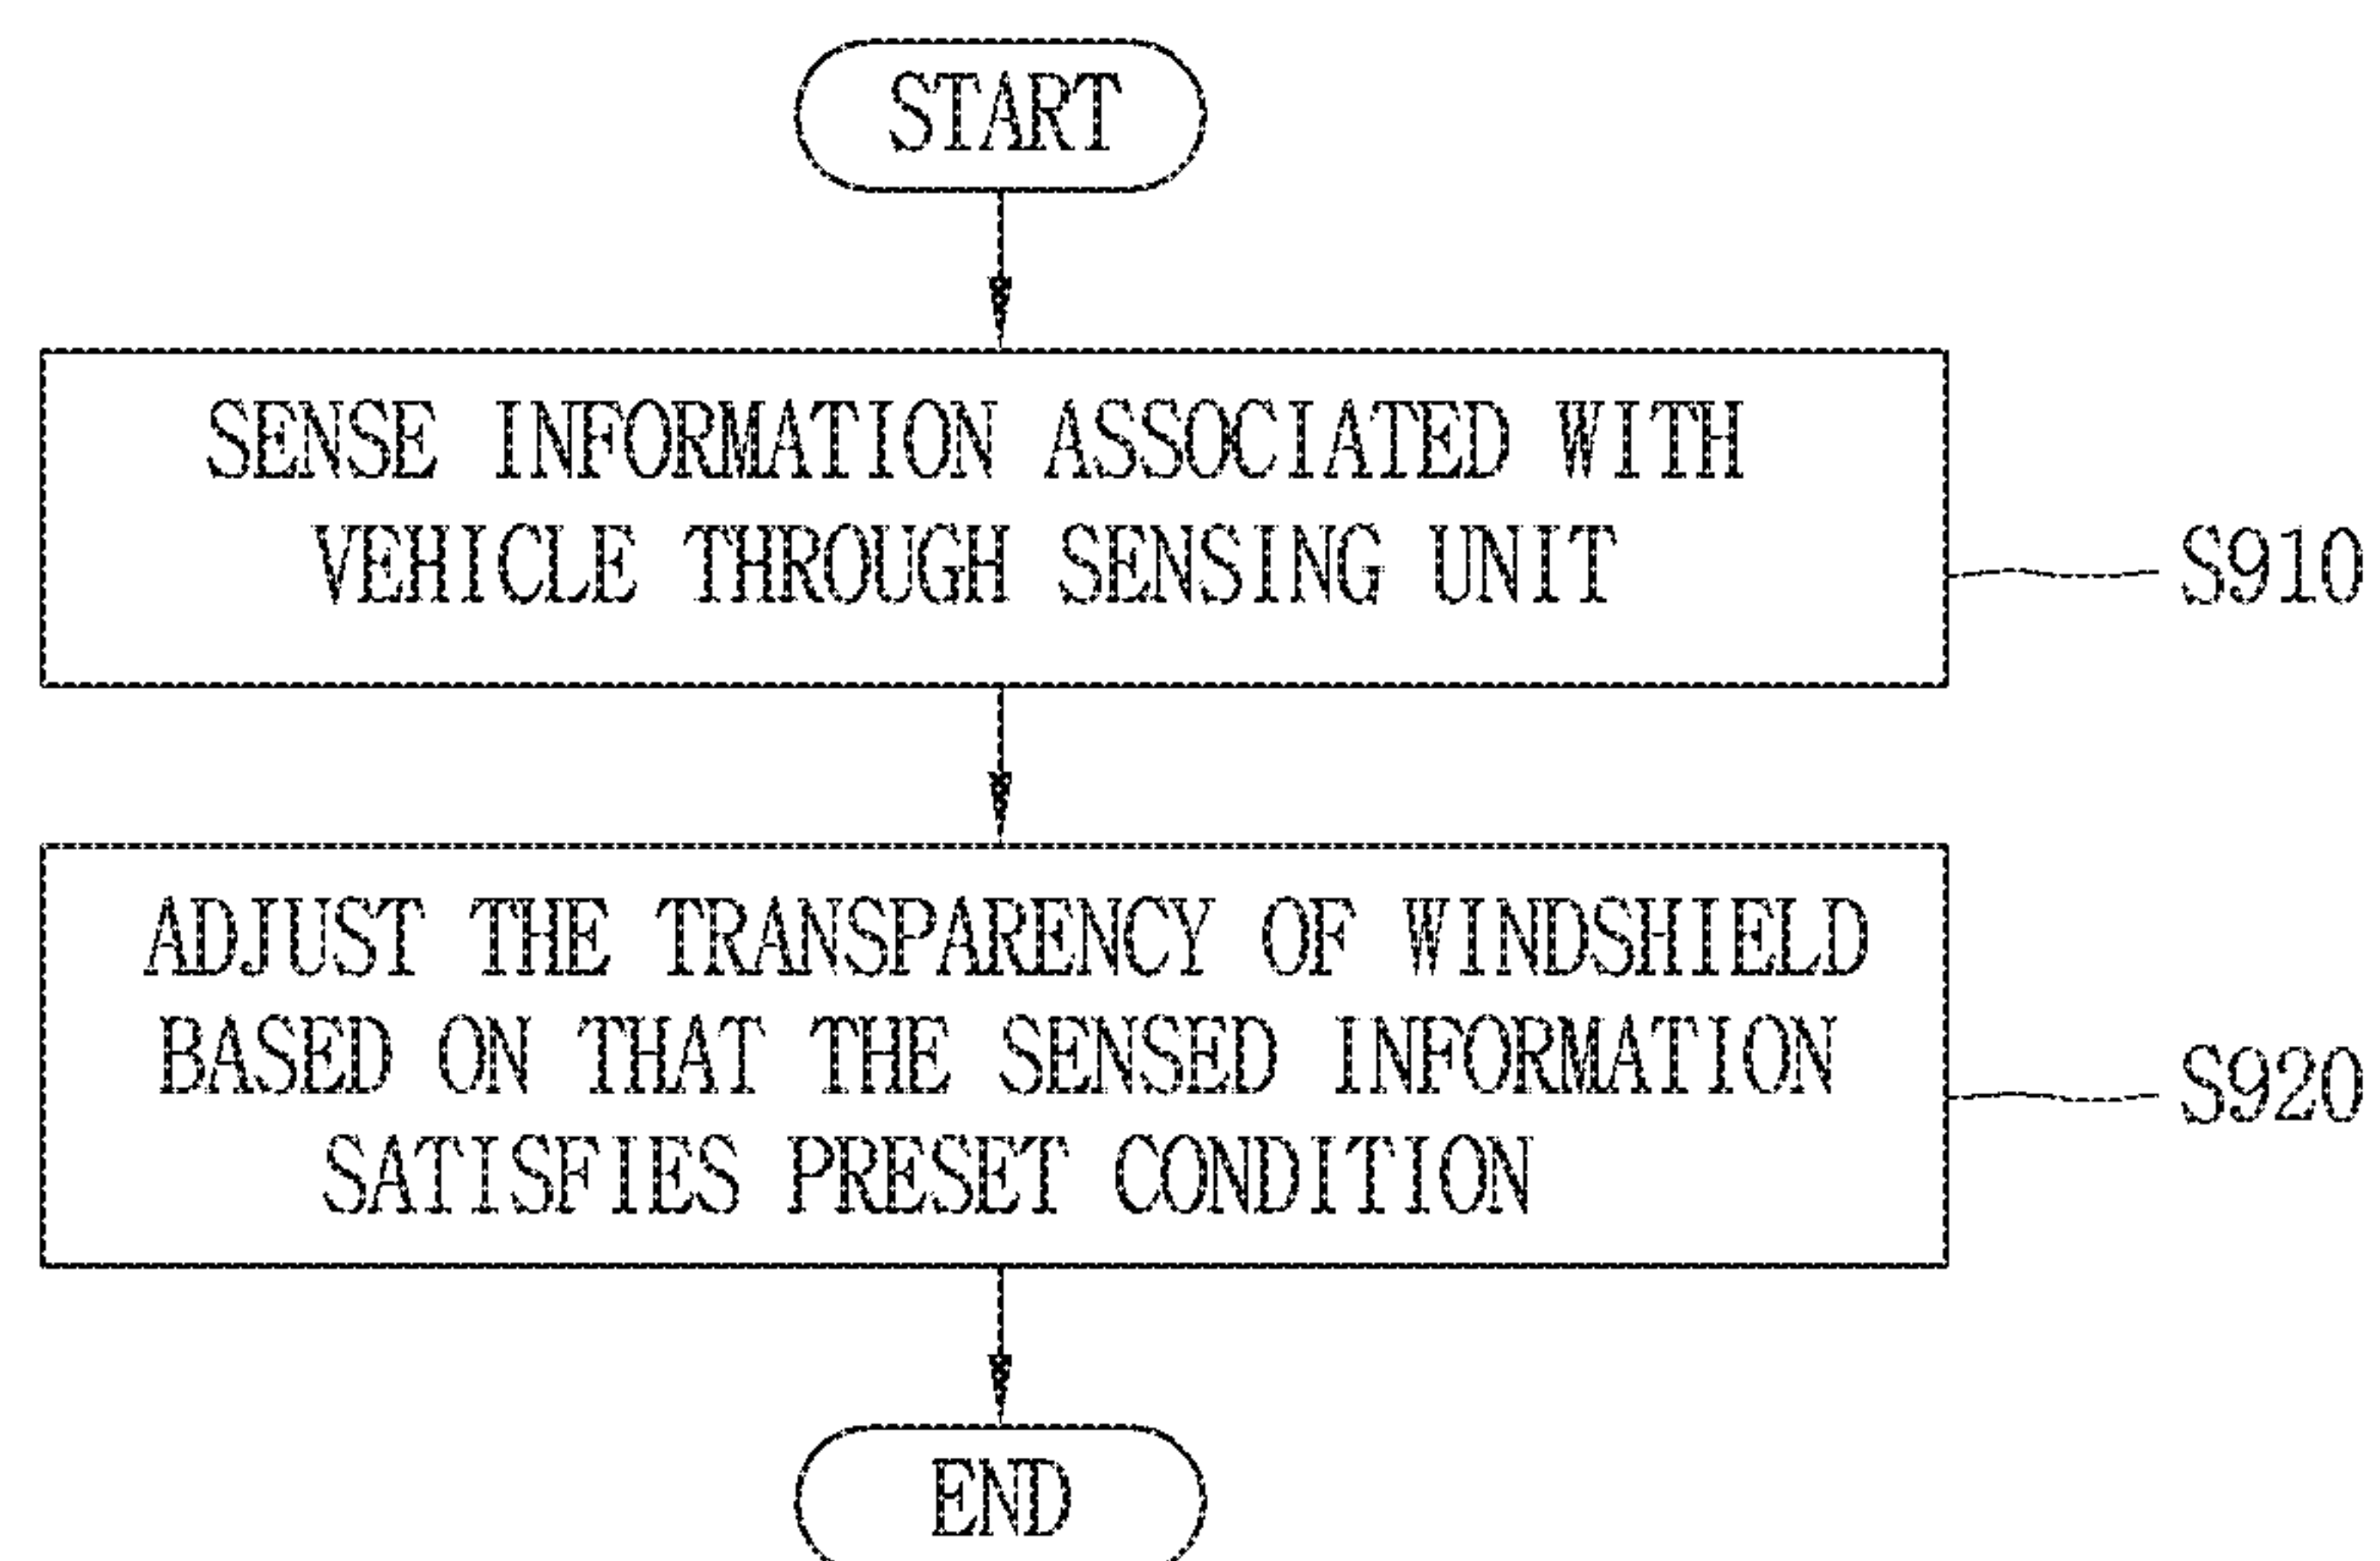 START
SENSE INFORMATION ASSOCIATED WITH
VEHICLE THROUGH SENSING UNIT
S910
ADJUST THE TRANSPARENCY OF WINDSHIELD
BASED ON THAT THE SENSED INFORMATION
SATISFIES PRESET CONDITION
S920
END